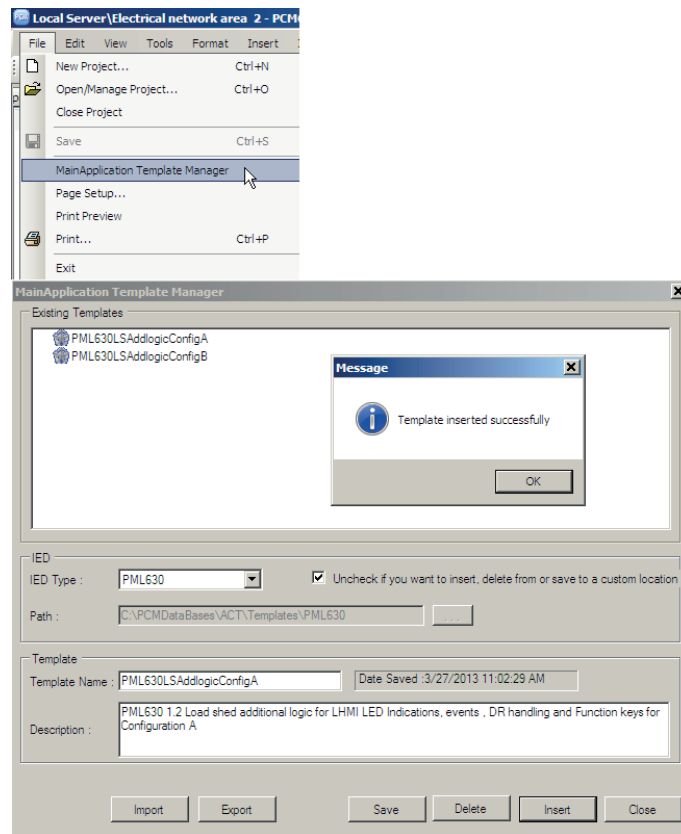 Local Server\Electrical network area 2 - PCM
File Edit View Tools Format Insert
New Project... Ctrl+N
Open/Manage Project... Ctrl+O
Close Project
Save Ctrl+S
MainApplication Template Manager
Page Setup...
Print Preview
Print... Ctrl+P
Exit
MainApplication Template Manager
Existing Templates
PML630LSAddlogicConfigA
PML630LSAddlogicConfigB
Message
Template inserted successfully
OK
IED
IED Type : PML630 Uncheck if you want to insert, delete from or save to a custom location
Path : C:\PCMDataBases\ACT\Templates\PML630 ...
Template
Template Name : PML630LSAddlogicConfigA Date Saved :3/27/2013 11:02:29 AM
Description : PML630 1.2 Load shed additional logic for LHMI LED Indications, events , DR handling and Function keys for
Configuration A
Import Export Save Delete Insert Close